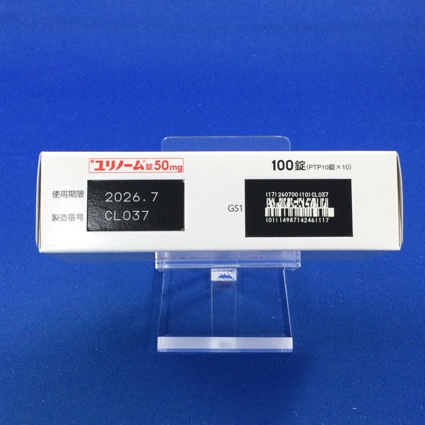 ユリノーム®錠50mg
100錠(PTP10錠×10)
使用期限 2026.7
製造番号 CL037
GS1
(17)260700(10)CL037
(01)14987142461117